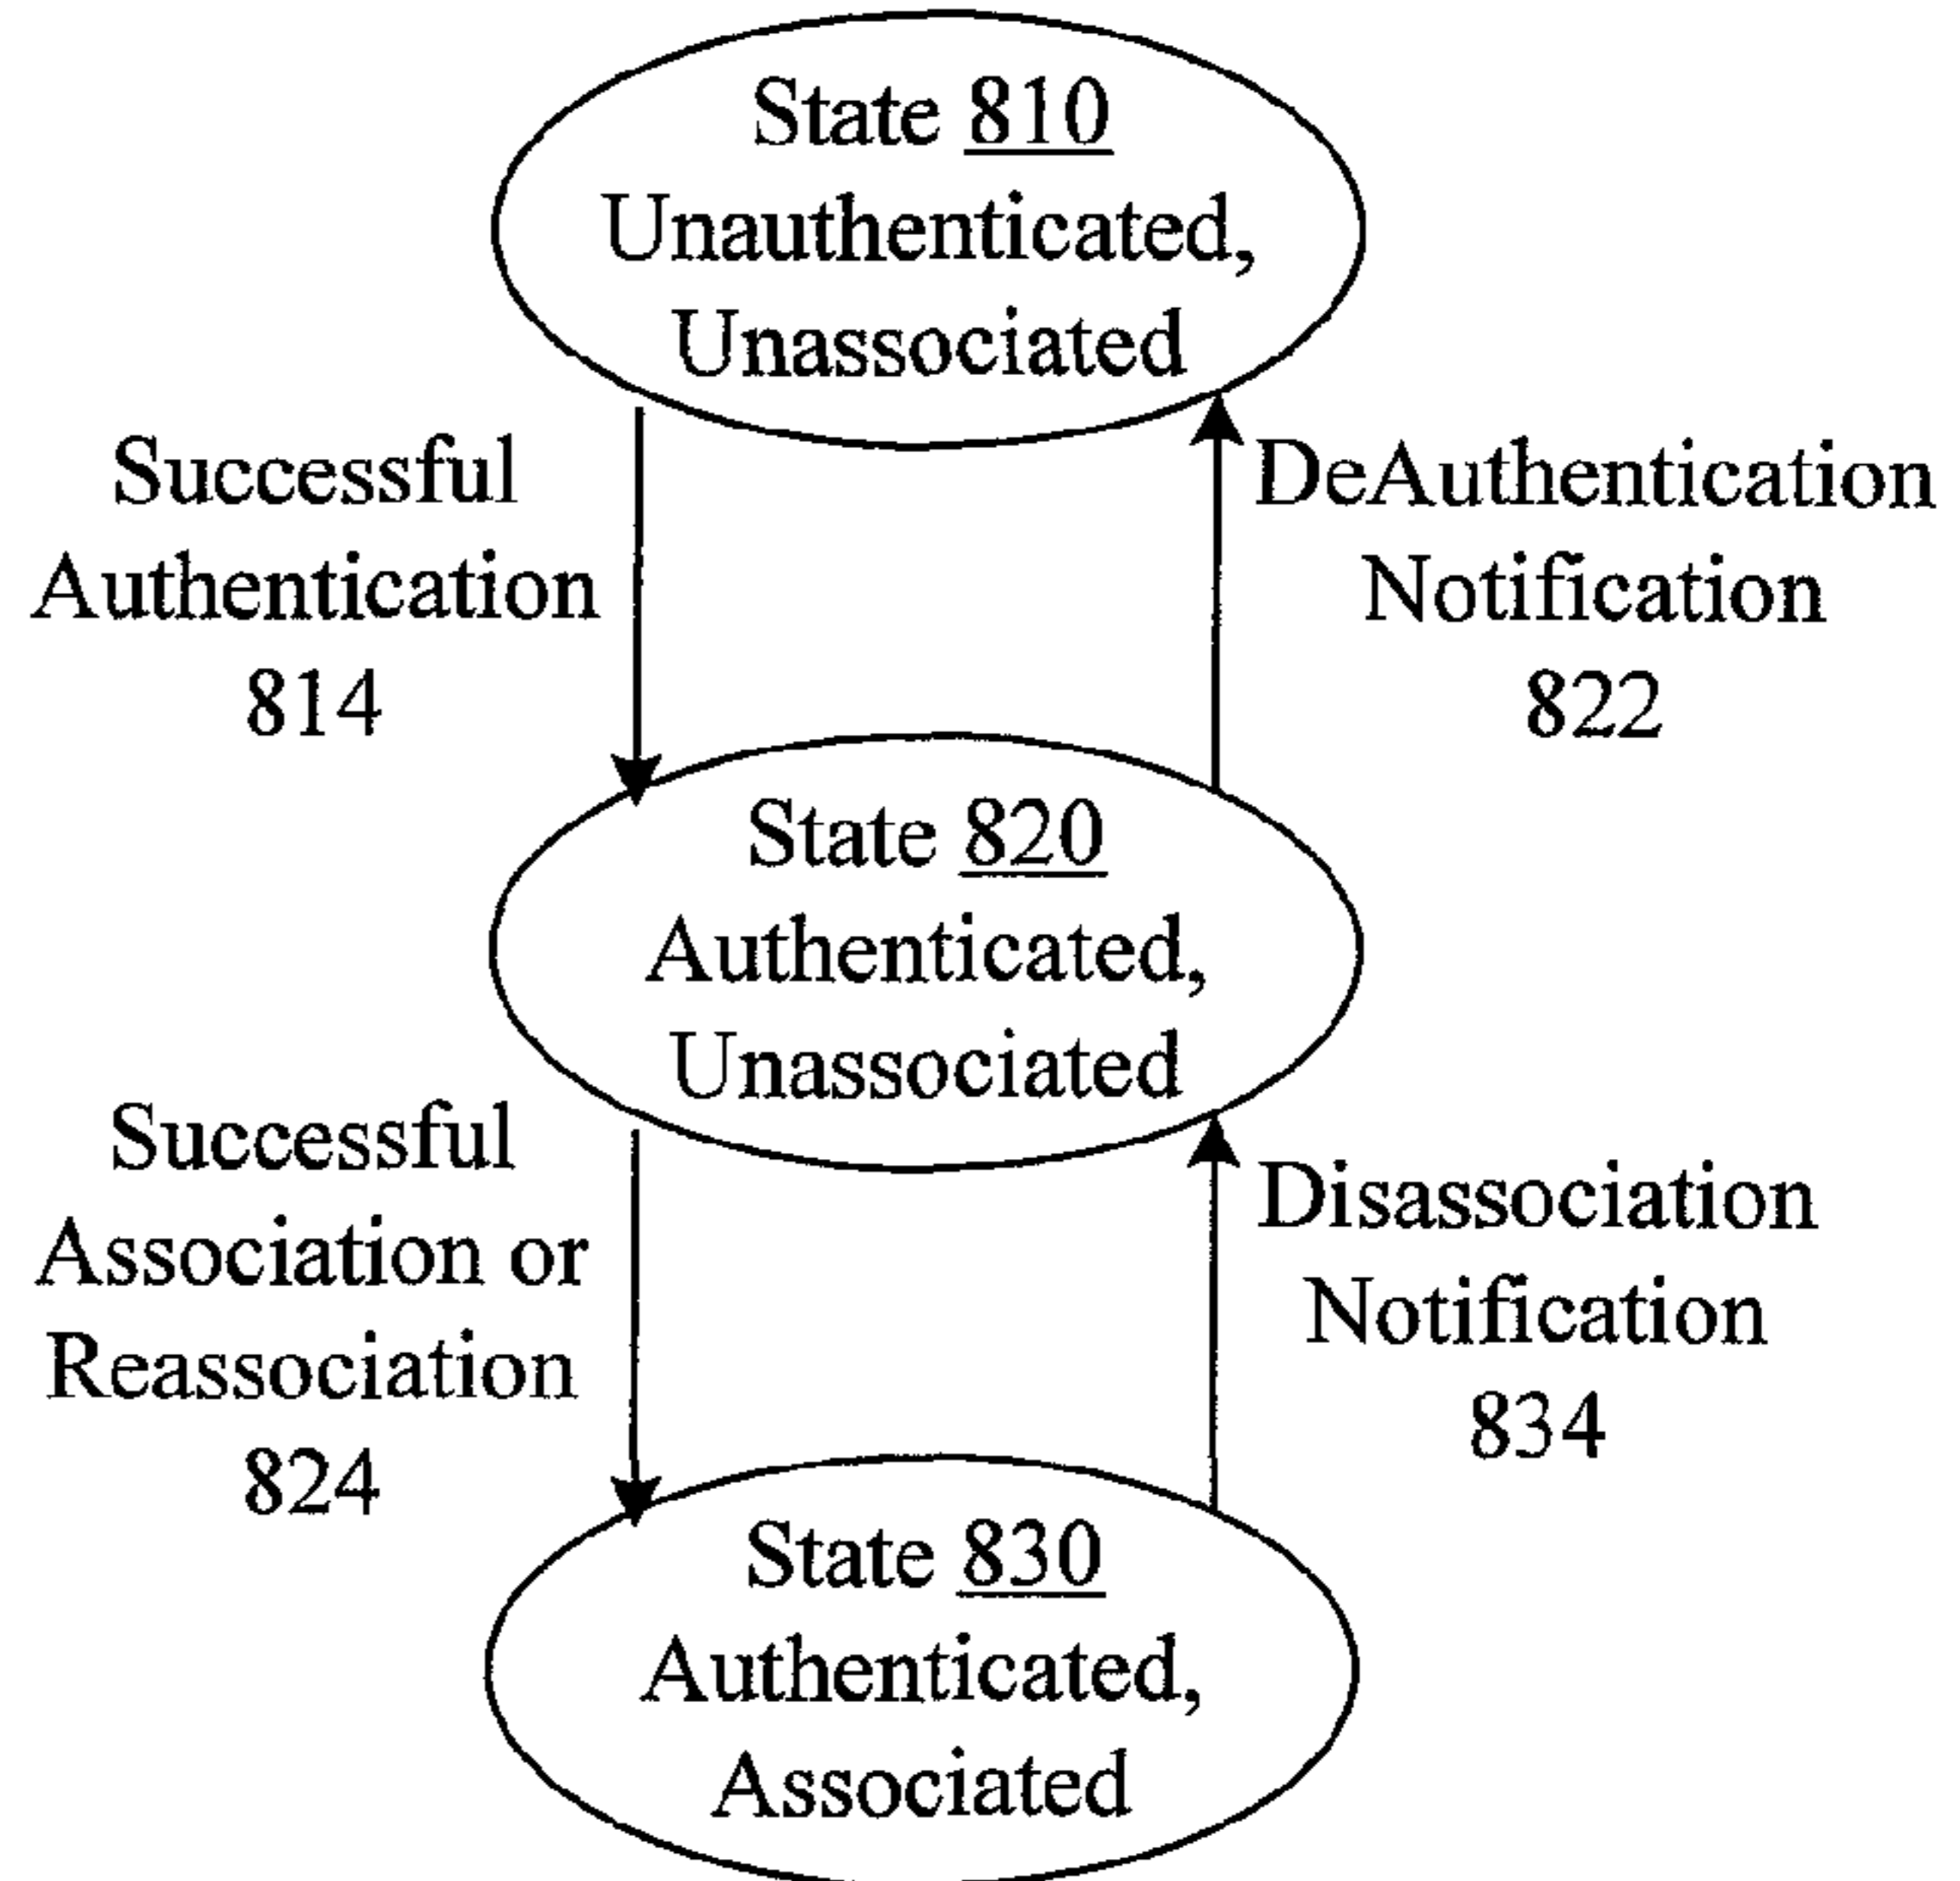 State 810
Unauthenticated,
Unassociated
Successful
Authentication
814
DeAuthentication
Notification
822
State 820
Authenticated,
Unassociated
Successful
Association or
Reassociation
824
Disassociation
Notification
834
State 830
Authenticated,
Associated